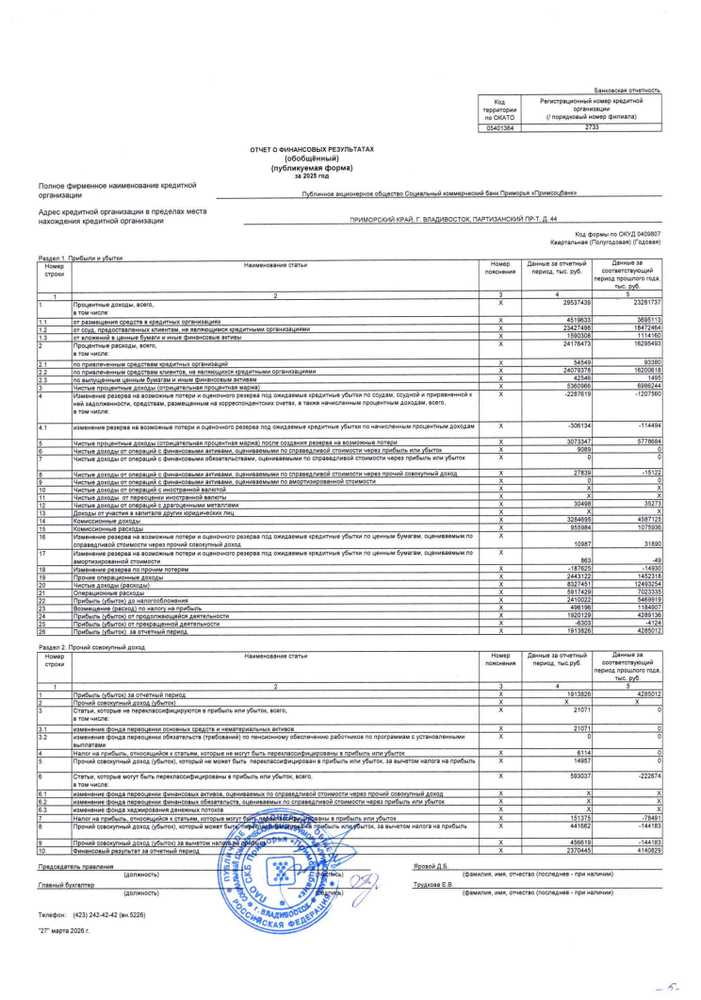 Банковская отчетность
Код территории по ОКАТО | Регистрационный номер кредитной организации (/ порядковый номер филиала)
05401364 | 2733
ОТЧЕТ О ФИНАНСОВЫХ РЕЗУЛЬТАТАХ
(обобщённый)
(публикуемая форма)
за 2025 год
Полное фирменное наименование кредитной
организации
Публичное акционерное общество Социальный коммерческий банк Приморья «Примсоцбанк»
Адрес кредитной организации в пределах места
нахождения кредитной организации
ПРИМОРСКИЙ КРАЙ, Г. ВЛАДИВОСТОК, ПАРТИЗАНСКИЙ ПР-Т, Д. 44
Код формы по ОКУД 0409807
Квартальная (Полугодовая) (Годовая)
Раздел 1. Прибыли и убытки
Номер строки | Наименование статьи | Номер пояснения | Данные за отчетный период, тыс. руб. | Данные за соответствующий период прошлого года, тыс. руб.
1 | 2 | 3 | 4 | 5
1 | Процентные доходы, всего, | X | 29537439 | 23281737
в том числе:
1.1 | от размещения средств в кредитных организациях | X | 4519633 | 3695113
1.2 | от ссуд, предоставленных клиентам, не являющимся кредитными организациями | X | 23427498 | 18472464
1.3 | от вложений в ценные бумаги и иные финансовые активы | X | 1590308 | 1114160
2 | Процентные расходы, всего, | X | 24176473 | 16295493
в том числе:
2.1 | по привлеченным средствам кредитных организаций | X | 54549 | 93380
2.2 | по привлеченным средствам клиентов, не являющихся кредитными организациями | X | 24079378 | 16200618
2.3 | по выпущенным ценным бумагам и иным финансовым активам | X | 42546 | 1495
3 | Чистые процентные доходы (отрицательная процентная маржа) | X | 5360966 | 6986244
4 | Изменение резерва на возможные потери и оценочного резерва под ожидаемые кредитные убытки по ссудам, ссудной и приравненной к | X | -2287619 | -1207560
ней задолженности, средствам, размещенным на корреспондентских счетах, а также начисленным процентным доходам, всего,
в том числе:
4.1 | изменение резерва на возможные потери и оценочного резерва под ожидаемые кредитные убытки по начисленным процентным доходам | X | -306134 | -114494
5 | Чистые процентные доходы (отрицательная процентная маржа) после создания резерва на возможные потери | X | 3073347 | 5778684
6 | Чистые доходы от операций с финансовыми активами, оцениваемыми по справедливой стоимости через прибыль или убыток | X | 9089 | 0
7 | Чистые доходы от операций с финансовыми обязательствами, оцениваемыми по справедливой стоимости через прибыль или убыток | X | 0 | 0
8 | Чистые доходы от операций с финансовыми активами, оцениваемыми по справедливой стоимости через прочий совокупный доход | X | 27839 | -15122
9 | Чистые доходы от операций с финансовыми активами, оцениваемыми по амортизированной стоимости | X | 0 | 0
10 | Чистые доходы от операций с иностранной валютой | X | X | X
11 | Чистые доходы от переоценки иностранной валюты | X | X | X
12 | Чистые доходы от операций с драгоценными металлами | X | 30498 | 35273
13 | Доходы от участия в капитале других юридических лиц | X | X | X
14 | Комиссионные доходы | X | 3284695 | 4587125
15 | Комиссионные расходы | X | 955984 | 1075936
16 | Изменение резерва на возможные потери и оценочного резерва под ожидаемые кредитные убытки по ценным бумагам, оцениваемым по | X
справедливой стоимости через прочий совокупный доход | 10987 | 31890
17 | Изменение резерва на возможные потери и оценочного резерва под ожидаемые кредитные убытки по ценным бумагам, оцениваемым по | X
амортизированной стоимости | 863 | -49
18 | Изменение резерва по прочим потерям | X | -187625 | -14930
19 | Прочие операционные доходы | X | 2443122 | 1452318
20 | Чистые доходы (расходы) | X | 8327451 | 12493254
21 | Операционные расходы | X | 5917429 | 7023335
22 | Прибыль (убыток) до налогообложения | X | 2410022 | 5469919
23 | Возмещение (расход) по налогу на прибыль | X | 496196 | 1184907
24 | Прибыль (убыток) от продолжающейся деятельности | X | 1920129 | 4289136
25 | Прибыль (убыток) от прекращенной деятельности | X | -6303 | -4124
26 | Прибыль (убыток) за отчетный период | X | 1913826 | 4285012
Раздел 2. Прочий совокупный доход
Номер строки | Наименование статьи | Номер пояснения | Данные за отчетный период, тыс.руб. | Данные за соответствующий период прошлого года, тыс. руб.
1 | 2 | 3 | 4 | 5
1 | Прибыль (убыток) за отчетный период | X | 1913826 | 4285012
2 | Прочий совокупный доход (убыток) | X | X | X
3 | Статьи, которые не переклассифицируются в прибыль или убыток, всего, | X | 21071 | 0
в том числе:
3.1 | изменение фонда переоценки основных средств и нематериальных активов | X | 21071 | 0
3.2 | изменение фонда переоценки обязательств (требований) по пенсионному обеспечению работников по программам с установленными | X | 0 | 0
выплатами
4 | Налог на прибыль, относящийся к статьям, которые не могут быть переклассифицированы в прибыль или убыток | X | 6114 | 0
5 | Прочий совокупный доход (убыток), который не может быть переклассифицирован в прибыль или убыток, за вычетом налога на прибыль | X | 14957 | 0
6 | Статьи, которые могут быть переклассифицированы в прибыль или убыток, всего, | X | 593037 | -222674
в том числе:
6.1 | изменение фонда переоценки финансовых активов, оцениваемых по справедливой стоимости через прочий совокупный доход | X | X | X
6.2 | изменение фонда переоценки финансовых обязательств, оцениваемых по справедливой стоимости через прибыль или убыток | X | X | X
6.3 | изменение фонда хеджирования денежных потоков | X | X | X
7 | Налог на прибыль, относящийся к статьям, которые могут быть переклассифицированы в прибыль или убыток | X | 151375 | -78491
8 | Прочий совокупный доход (убыток), который может быть переклассифицирован в прибыль или убыток, за вычетом налога на прибыль | X | 441662 | -144183
9 | Прочий совокупный доход (убыток) за вычетом налога на прибыль | X | 456619 | -144183
10 | Финансовый результат за отчетный период | X | 2370445 | 4140829
Председатель правления | Яровой Д.Б.
(должность) | (подпись) | (фамилия, имя, отчество (последнее - при наличии)
Главный бухгалтер | Трудкова Е.В.
(должность) | (подпись) | (фамилия, имя, отчество (последнее - при наличии)
РОССИЙСКАЯ ФЕДЕРАЦИЯ
г. ВЛАДИВОСТОК
ПАО СКБ Приморья «Примсоцбанк»
Телефон: (423) 242-42-42 (вн.5226)
"27" марта 2026 г.
-5-